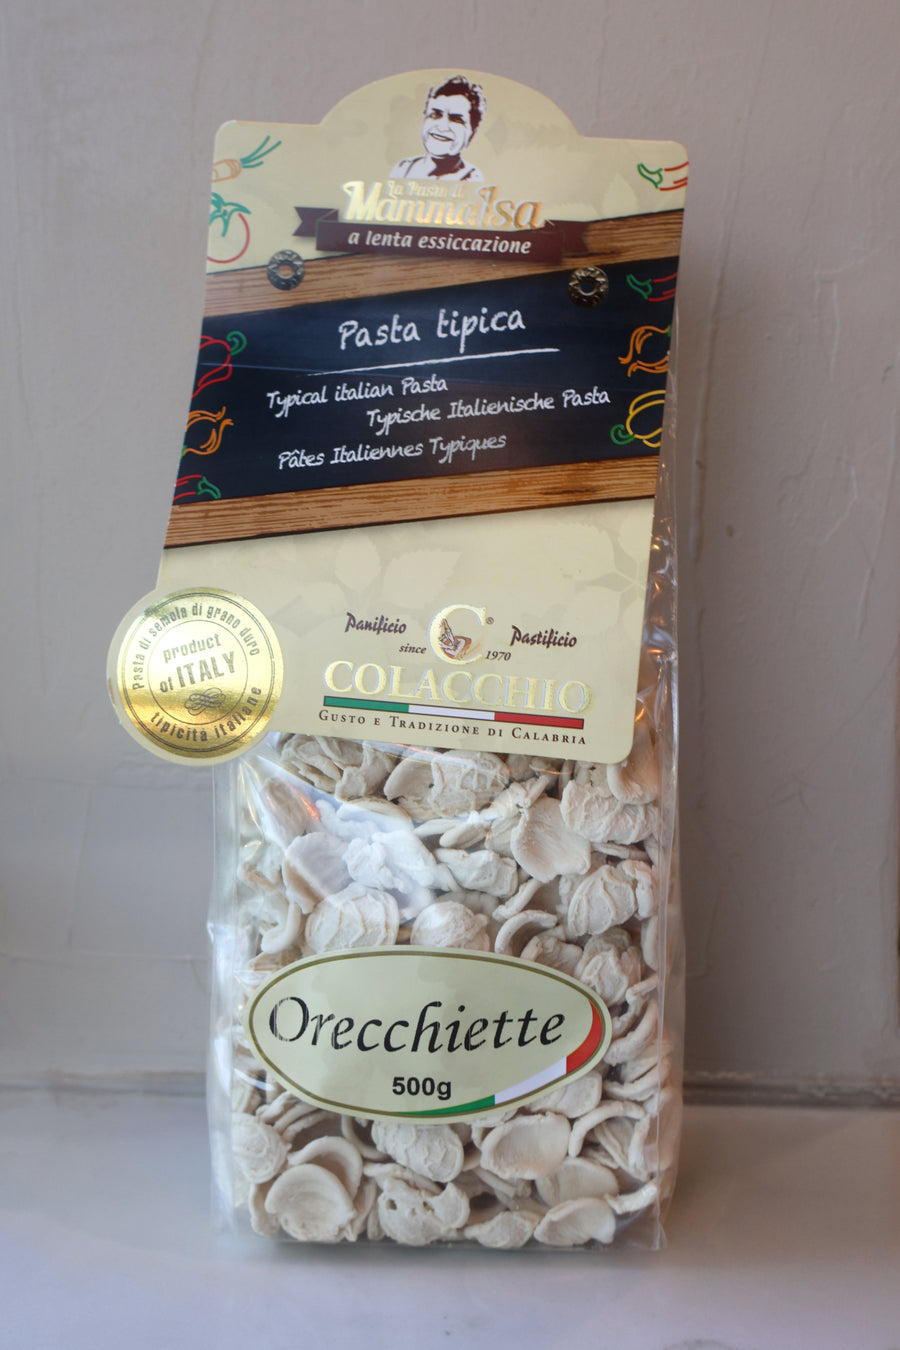 La Pasta di
MammaIsa
a lenta essiccazione
Pasta tipica
Typical italian Pasta
Typische Italienische Pasta
Pâtes Italiennes Typiques
Pasta di semola di grano duro
product
of ITALY
tipicità italiane
Panificio
C®
Pastificio
since 1970
COLACCHIO
Gusto e Tradizione di Calabria
Orecchiette
500g